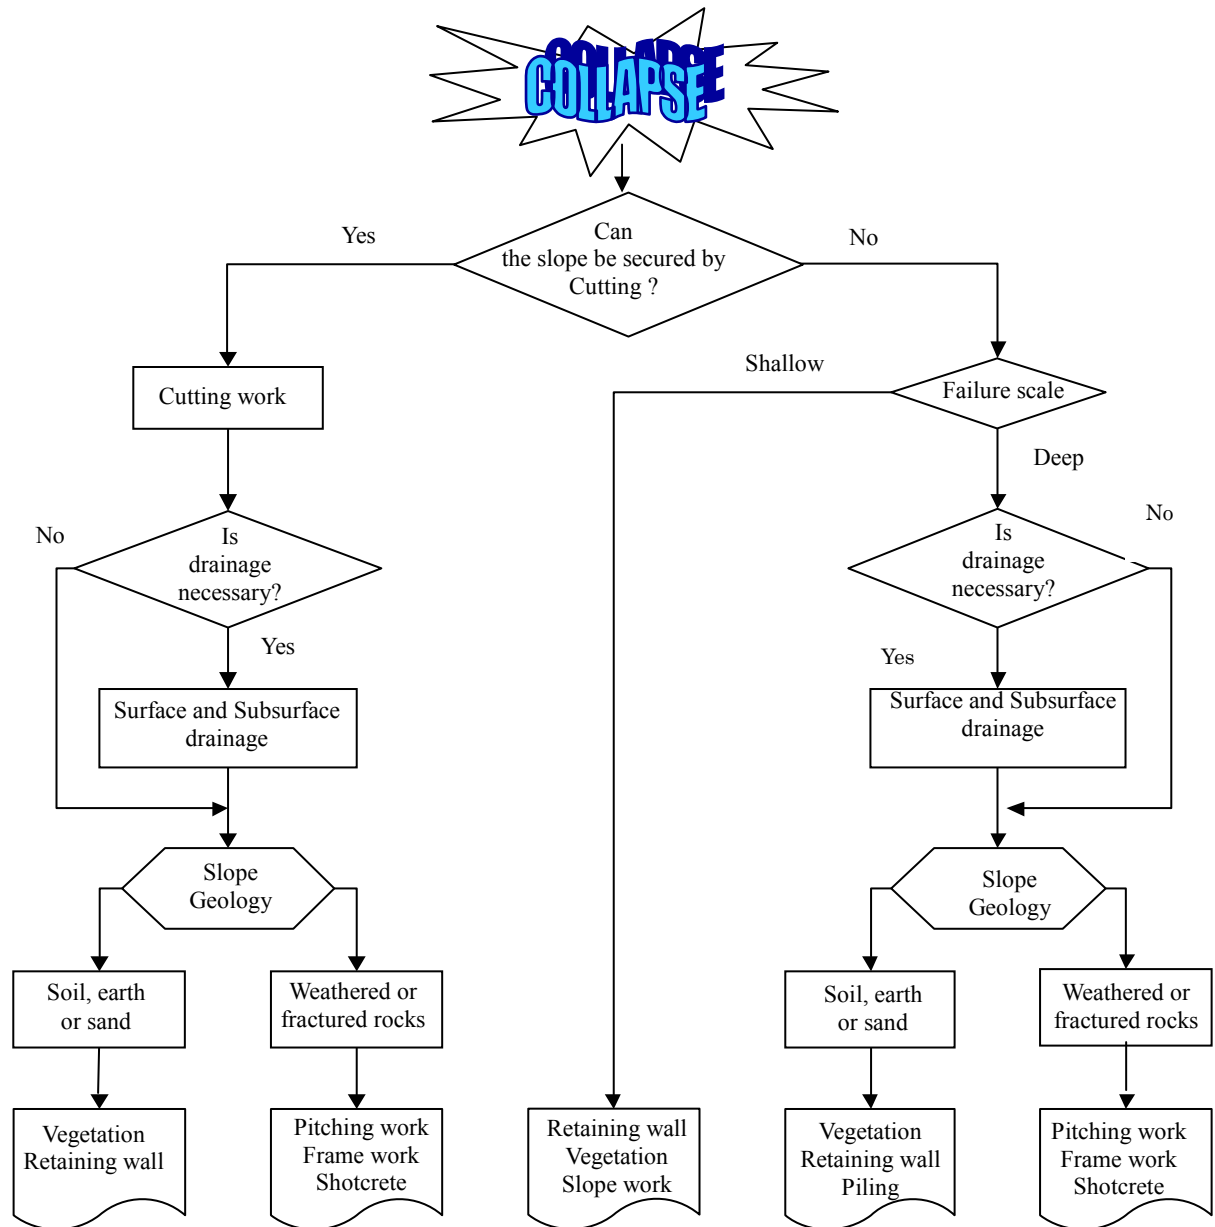 COLLAPSE
Can
the slope be secured by
Cutting ?
Yes
No
Cutting work
Shallow
Failure scale
Deep
Is
drainage
necessary?
No
Yes
Is
drainage
necessary?
No
Yes
Surface and Subsurface
drainage
Surface and Subsurface
drainage
Slope
Geology
Slope
Geology
Soil, earth
or sand
Weathered or
fractured rocks
Soil, earth
or sand
Weathered or
fractured rocks
Vegetation
Retaining wall
Pitching work
Frame work
Shotcrete
Retaining wall
Vegetation
Slope work
Vegetation
Retaining wall
Piling
Pitching work
Frame work
Shotcrete